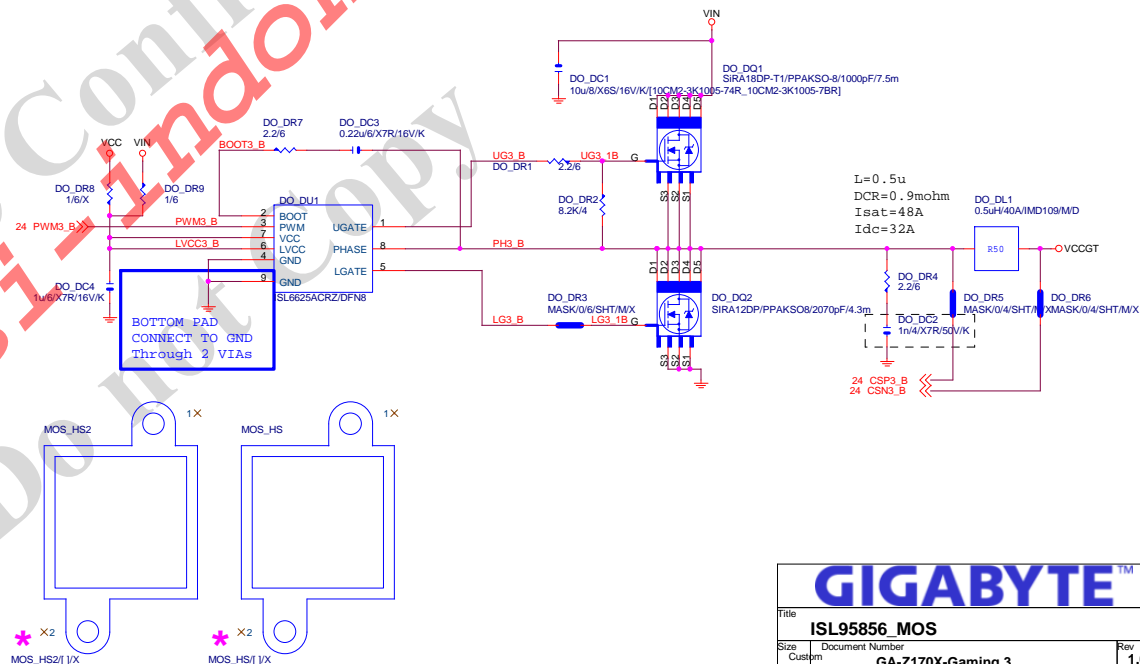 VIN
DO_DC1
10u/8/X6S/16V/K/[10CM2-3K1005-74R_10CM2-3K1005-7BR]
DO_DQ1
SiRA18DP-T1/PPAKSO-8/1000pF/7.5m
D1
D2
D3
D4
D5
G
S3
S2
S1
DO_DR7
2.2/6
DO_DC3
0.22u/6/X7R/16V/K
BOOT3_B
VCC
VIN
DO_DR8
1/6/X
DO_DR9
1/6
UG3_B
UG3_1B
DO_DR1
2.2/6
DO_DR2
8.2K/4
24 PWM3_B
PWM3_B
LVCC3_B
DO_DU1
2
BOOT
3
PWM
7
VCC
6
LVCC
4
GND
9
GND
UGATE
1
PHASE
8
LGATE
5
SL6625ACRZ/DFN8
DO_DC4
1u/6/X7R/16V/K
BOTTOM PAD
CONNECT TO GND
Through 2 VIAs
PH3_B
LG3_B
DO_DR3
MASK/0/6/SHT/M/X
LG3_1B
G
D1
D2
D3
D4
D5
DO_DQ2
SIRA12DP/PPAKSO8/2070pF/4.3m
S3
S2
S1
L=0.5u
DCR=0.9mohm
Isat=48A
Idc=32A
DO_DL1
0.5uH/40A/IMD109/M/D
R50
VCCGT
DO_DR4
2.2/6
DO_DC2
1n/4/X7R/50V/K
DO_DR5
MASK/0/4/SHT/M/X
DO_DR6
MASK/0/4/SHT/M/X
24 CSP3_B
24 CSN3_B
MOS_HS2
1
2
MOS_HS2/[ ]/X
MOS_HS
1
2
MOS_HS/[ ]/X
Do not Copy
GIGABYTE™
Title
ISL95856_MOS
Size
Custom
Document Number
GA-Z170X-Gaming 3
Rev